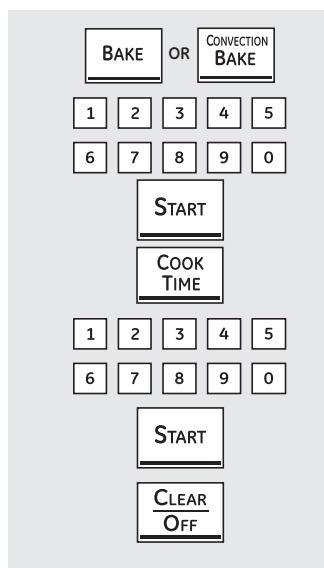 BAKE OR CONVECTION BAKE
1 2 3 4 5
6 7 8 9 0
START
COOK
TIME
1 2 3 4 5
6 7 8 9 0
START
CLEAR
OFF